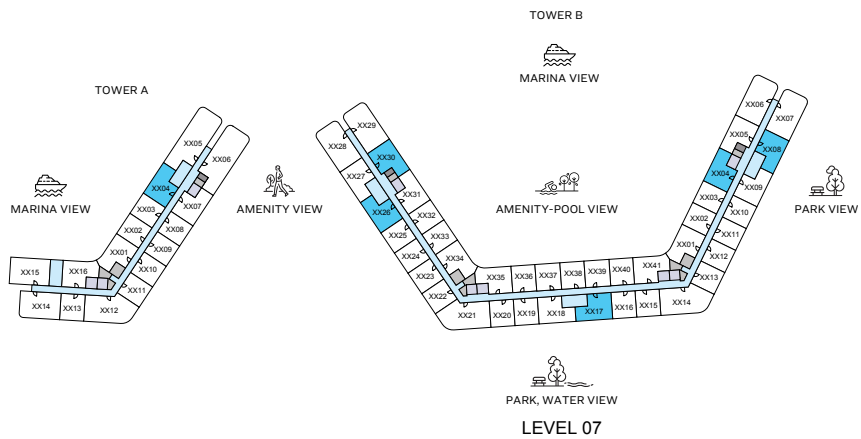 TOWER B
MARINA VIEW
TOWER A
XX05
XX06
XX04
XX03
XX07
XX02
XX08
XX01
XX09
XX10
XX11
XX15
XX16
XX14
XX13
XX12
MARINA VIEW
AMENITY VIEW
XX29
XX28
XX30
XX27
XX31
XX26
XX32
XX25
XX33
XX24
XX34
XX23
XX22
XX21
XX35
XX36
XX37
XX38
XX39
XX40
XX41
XX20
XX19
XX18
XX17
XX16
XX15
XX14
XX06
XX07
XX05
XX08
XX04
XX09
XX03
XX10
XX02
XX11
XX01
XX12
XX13
AMENITY-POOL VIEW
PARK VIEW
PARK, WATER VIEW
LEVEL 07